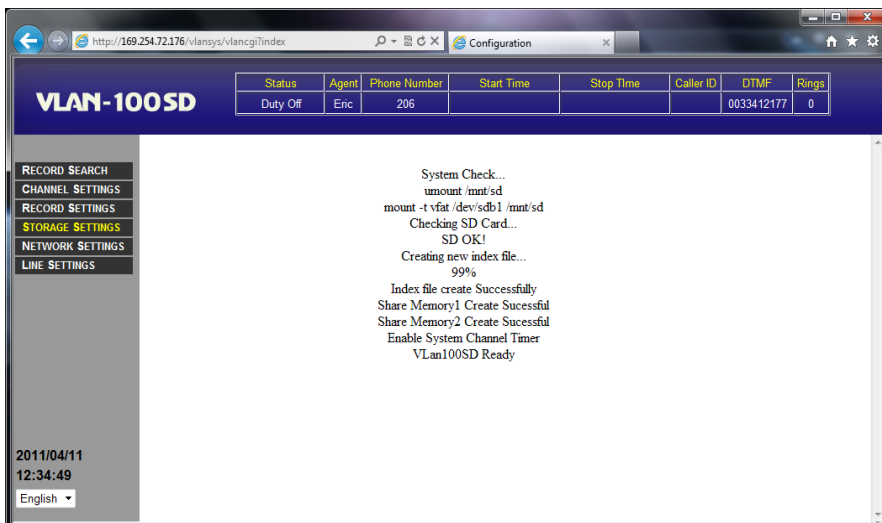 http://169.254.72.176/vlansys/vlancgi?index
Configuration
VLAN-100SD
Status Agent Phone Number Start Time Stop TIme Caller ID DTMF Rings
Duty Off Eric 206 0033412177 0
RECORD SEARCH
CHANNEL SETTINGS
RECORD SETTINGS
STORAGE SETTINGS
NETWORK SETTINGS
LINE SETTINGS
System Check...
umount /mnt/sd
mount -t vfat /dev/sdb1 /mnt/sd
Checking SD Card...
SD OK!
Creating new index file...
99%
Index file create Successfully
Share Memory1 Create Sucessful
Share Memory2 Create Sucessful
Enable System Channel Timer
VLan100SD Ready
2011/04/11
12:34:49
English